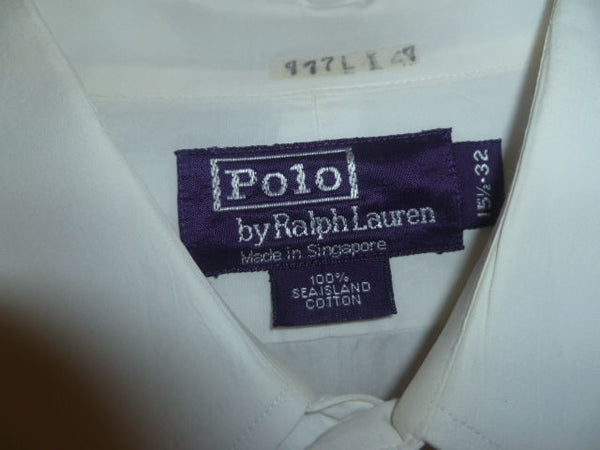 Polo
by Ralph Lauren
Made in Singapore
100%
SEAISLAND
COTTON
15½·32